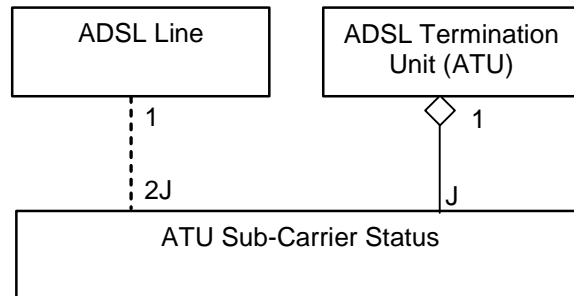 ADSL Line
ADSL Termination
Unit (ATU)
1
1
2J
J
ATU Sub-Carrier Status